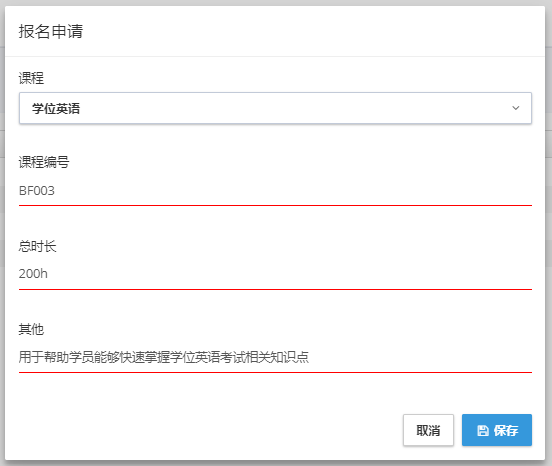 报名申请
课程
学位英语
课程编号
BF003
总时长
200h
其他
用于帮助学员能够快速掌握学位英语考试相关知识点
取消
保存